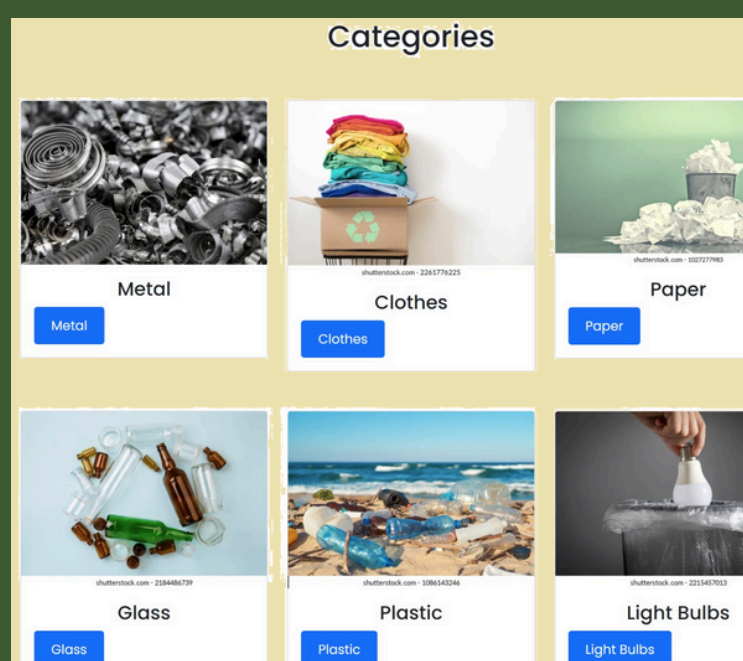 Categories
shutterstock.com · 2261776225
shutterstock.com · 1027277983
Metal
Clothes
Paper
Metal
Clothes
Paper
shutterstock.com · 2184486739
shutterstock.com · 1086143246
shutterstock.com · 2215457013
Glass
Plastic
Light Bulbs
Glass
Plastic
Light Bulbs